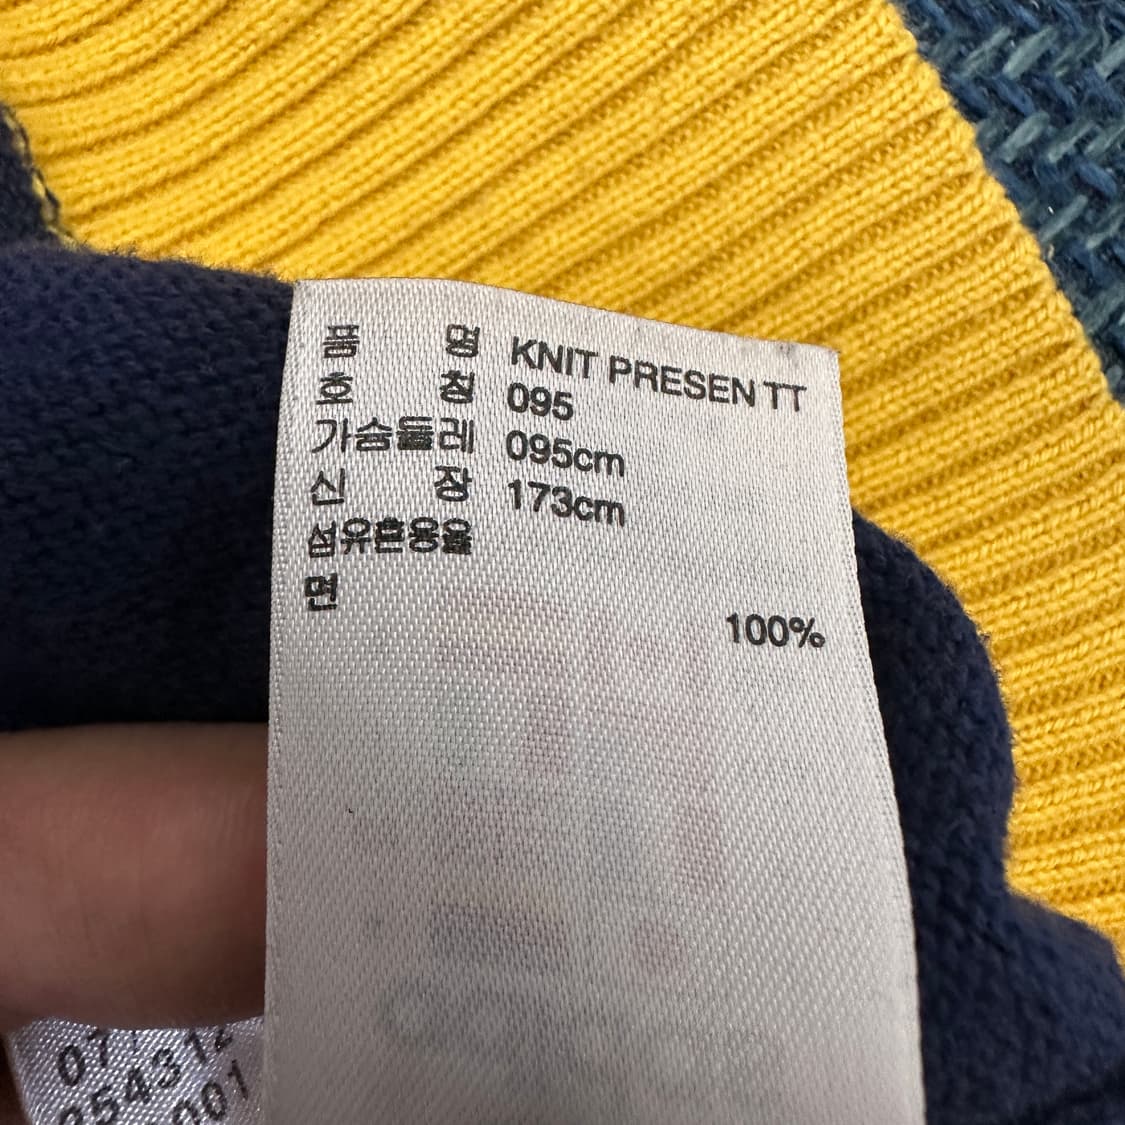 품 명 KNIT PRESEN TT
호 칭 095
가슴둘레 095cm
신 장 173cm
섬유혼용율
면 100%
001